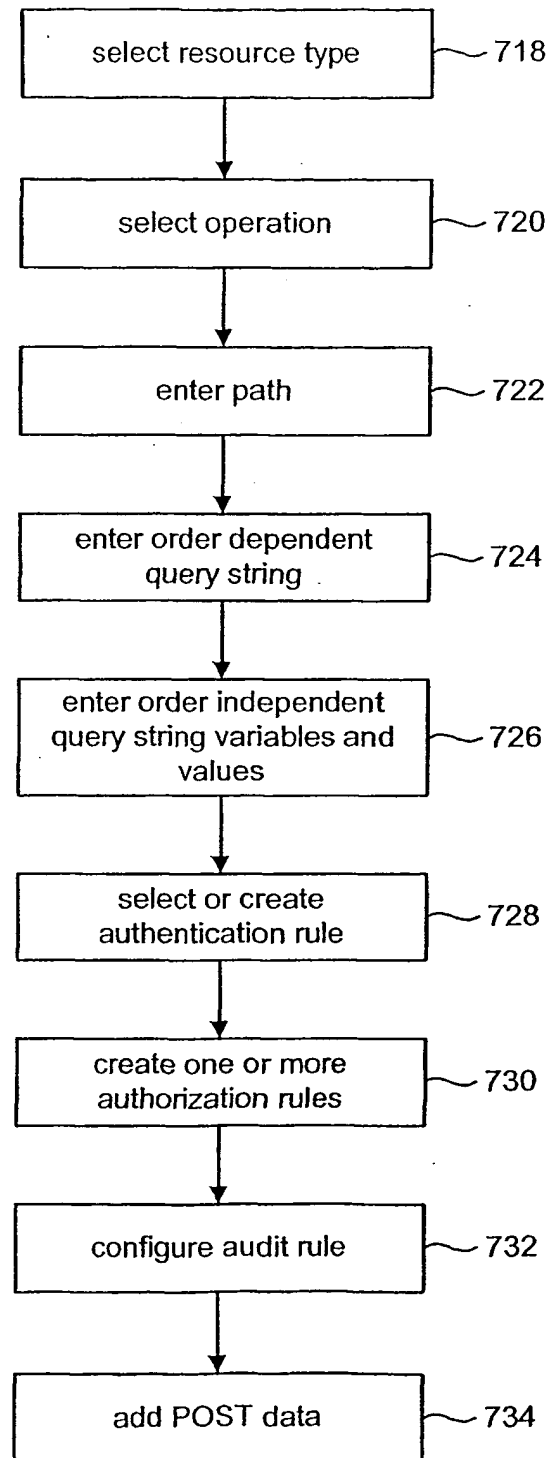 select resource type
718
select operation
720
enter path
722
enter order dependent
query string
724
enter order independent
query string variables and
values
726
select or create
authentication rule
728
create one or more
authorization rules
730
configure audit rule
732
add POST data
734